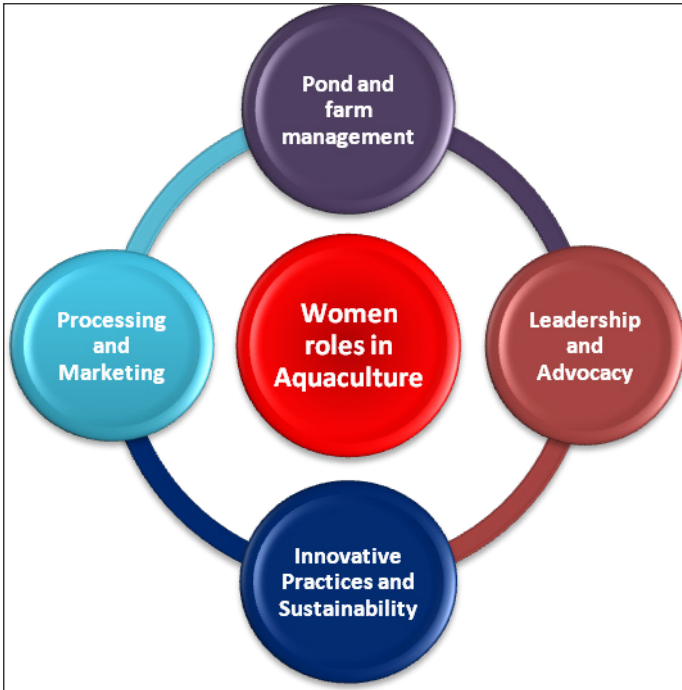 Pond and
farm
management
Processing
and
Marketing
Women
roles in
Aquaculture
Leadership
and
Advocacy
Innovative
Practices and
Sustainability